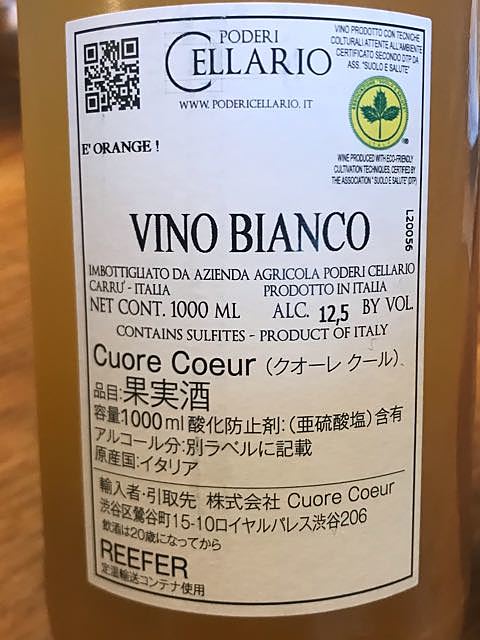 PODERI
CELLARIO
WWW.PODERICELLARIO.IT
VINO PRODOTTO CON TECNICHE
COLTURALI ATTENTE ALL'AMBIENTE
CERTIFICATO SECONDO DTP DA
ASS. "SUOLO E SALUTE"
WINE PRODUCED WITH ECO-FRIENDLY
CULTIVATION TECHNIQUES, CERTIFIED BY
THE ASSOCIATION "SUOLO E SALUTE" (DTP)
E' ORANGE !
VINO BIANCO
L20056
IMBOTTIGLIATO DA AZIENDA AGRICOLA PODERI CELLARIO
CARRU' - ITALIA PRODOTTO IN ITALIA
NET CONT. 1000 ML ALC. 12,5 BY VOL.
CONTAINS SULFITES - PRODUCT OF ITALY
Cuore Coeur (クオーレ クール)
品目:果実酒
容量:1000ml 酸化防止剤:(亜硫酸塩)含有
アルコール分:別ラベルに記載
原産国:イタリア
輸入者・引取先 株式会社 Cuore Coeur
渋谷区鶯谷町15-10ロイヤルパレス渋谷206
飲酒は20歳になってから
REEFER
定温輸送コンテナ使用